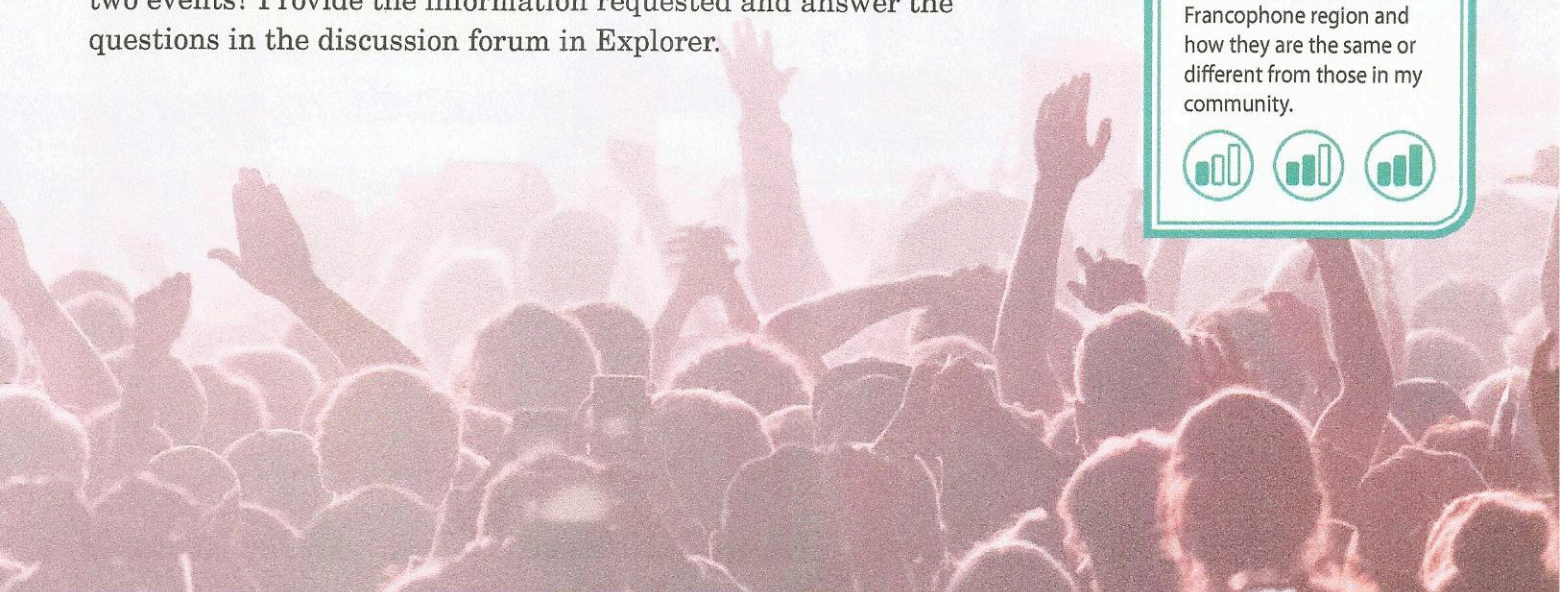 two events? Provide the information requested and answer the
questions in the discussion forum in Explorer.
Francophone region and
how they are the same or
different from those in my
community.